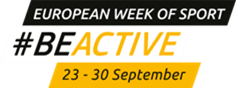 EUROPEAN WEEK OF SPORT
#BEACTIVE
23 - 30 September